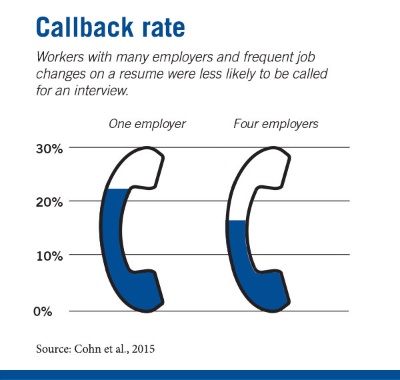 Callback rate
Workers with many employers and frequent job
changes on a resume were less likely to be called
for an interview.
One employer Four employers
30%
20%
10%
0%
Source: Cohn et al., 2015